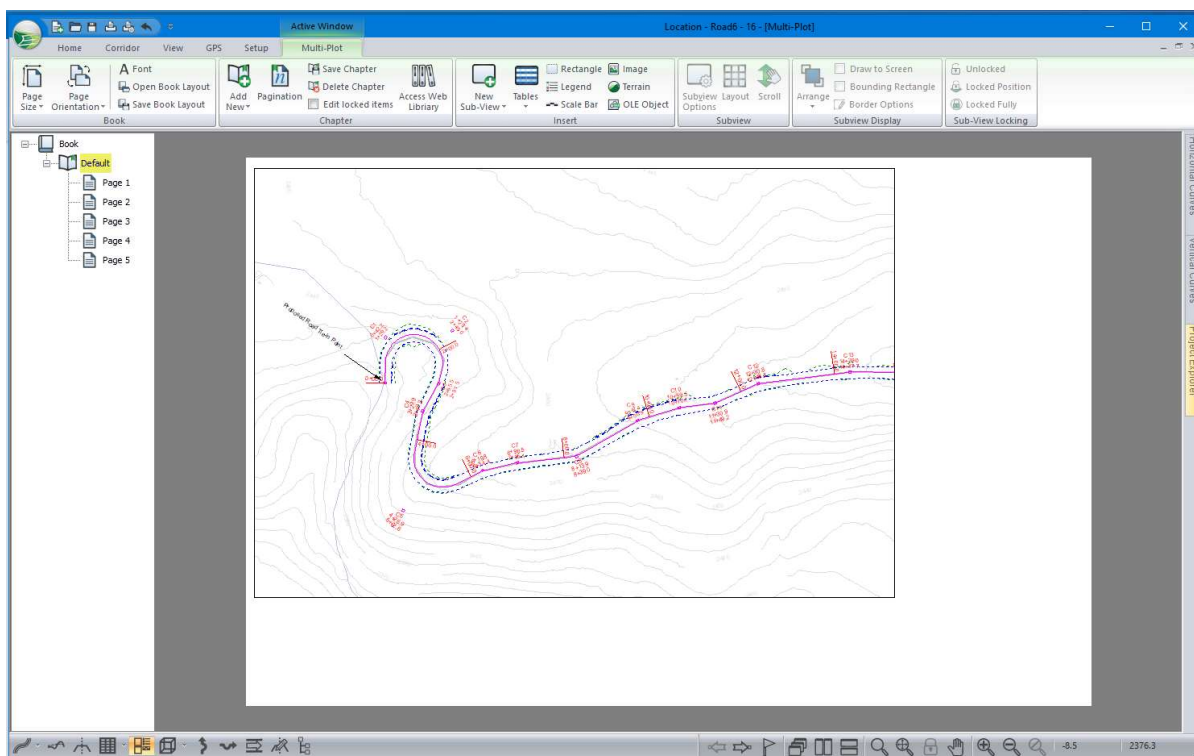 Active Window
Location - Road6 - 16 - [Multi-Plot]
Home Corridor View GPS Setup Multi-Plot
Page Size
Page Orientation
Font
Open Book Layout
Save Book Layout
Book
Add New
Pagination
Save Chapter
Delete Chapter
Edit locked items
Access Web Library
Chapter
New Sub-View
Tables
Rectangle
Legend
Scale Bar
Image
Terrain
OLE Object
Insert
Subview Options
Layout
Scroll
Subview
Arrange
Draw to Screen
Bounding Rectangle
Border Options
Subview Display
Unlocked
Locked Position
Locked Fully
Sub-View Locking
Book
Default
Page 1
Page 2
Page 3
Page 4
Page 5
Horizontal Curves
Vertical Curves
Project Explorer
-8.5 2376.3